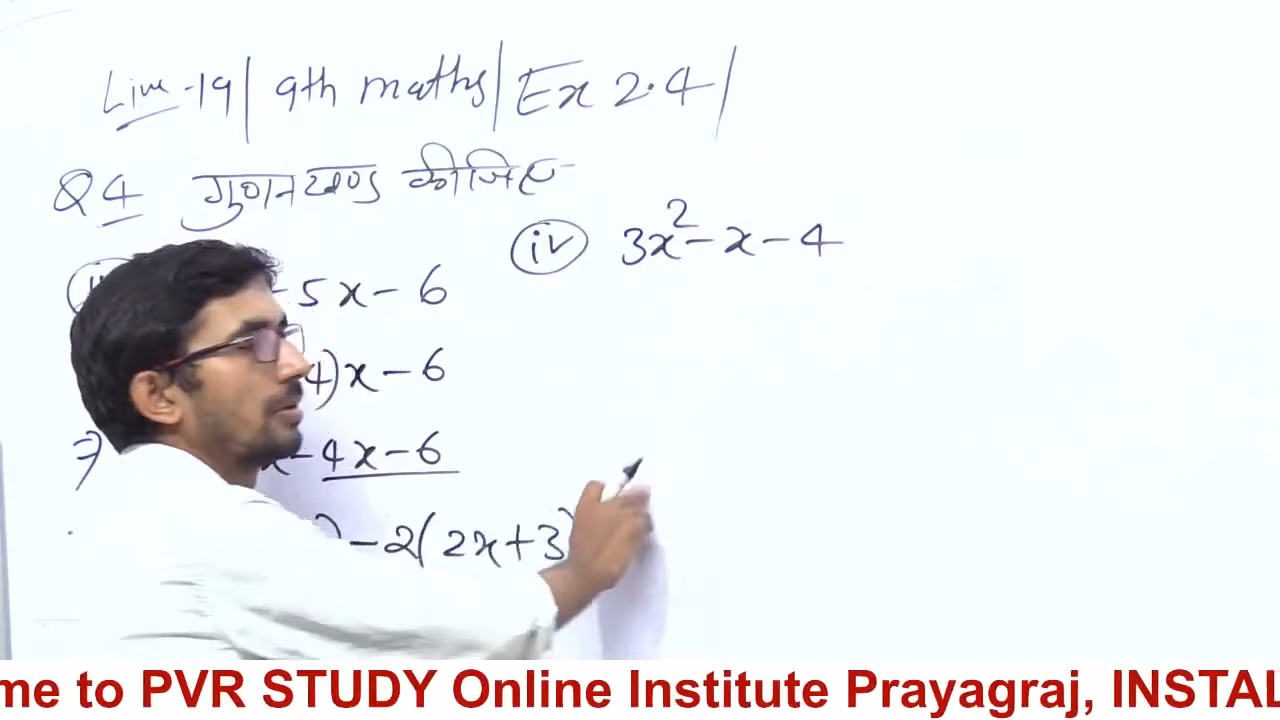 Live-19 | 9th maths | Ex 2.4 |
Q4 गुणनखण्ड कीजिए
5x - 6
4)x - 6
⇒ - 4x - 6
) - 2(2x+3)
iv 3x² - x - 4
me to PVR STUDY Online Institute Prayagraj, INSTAL